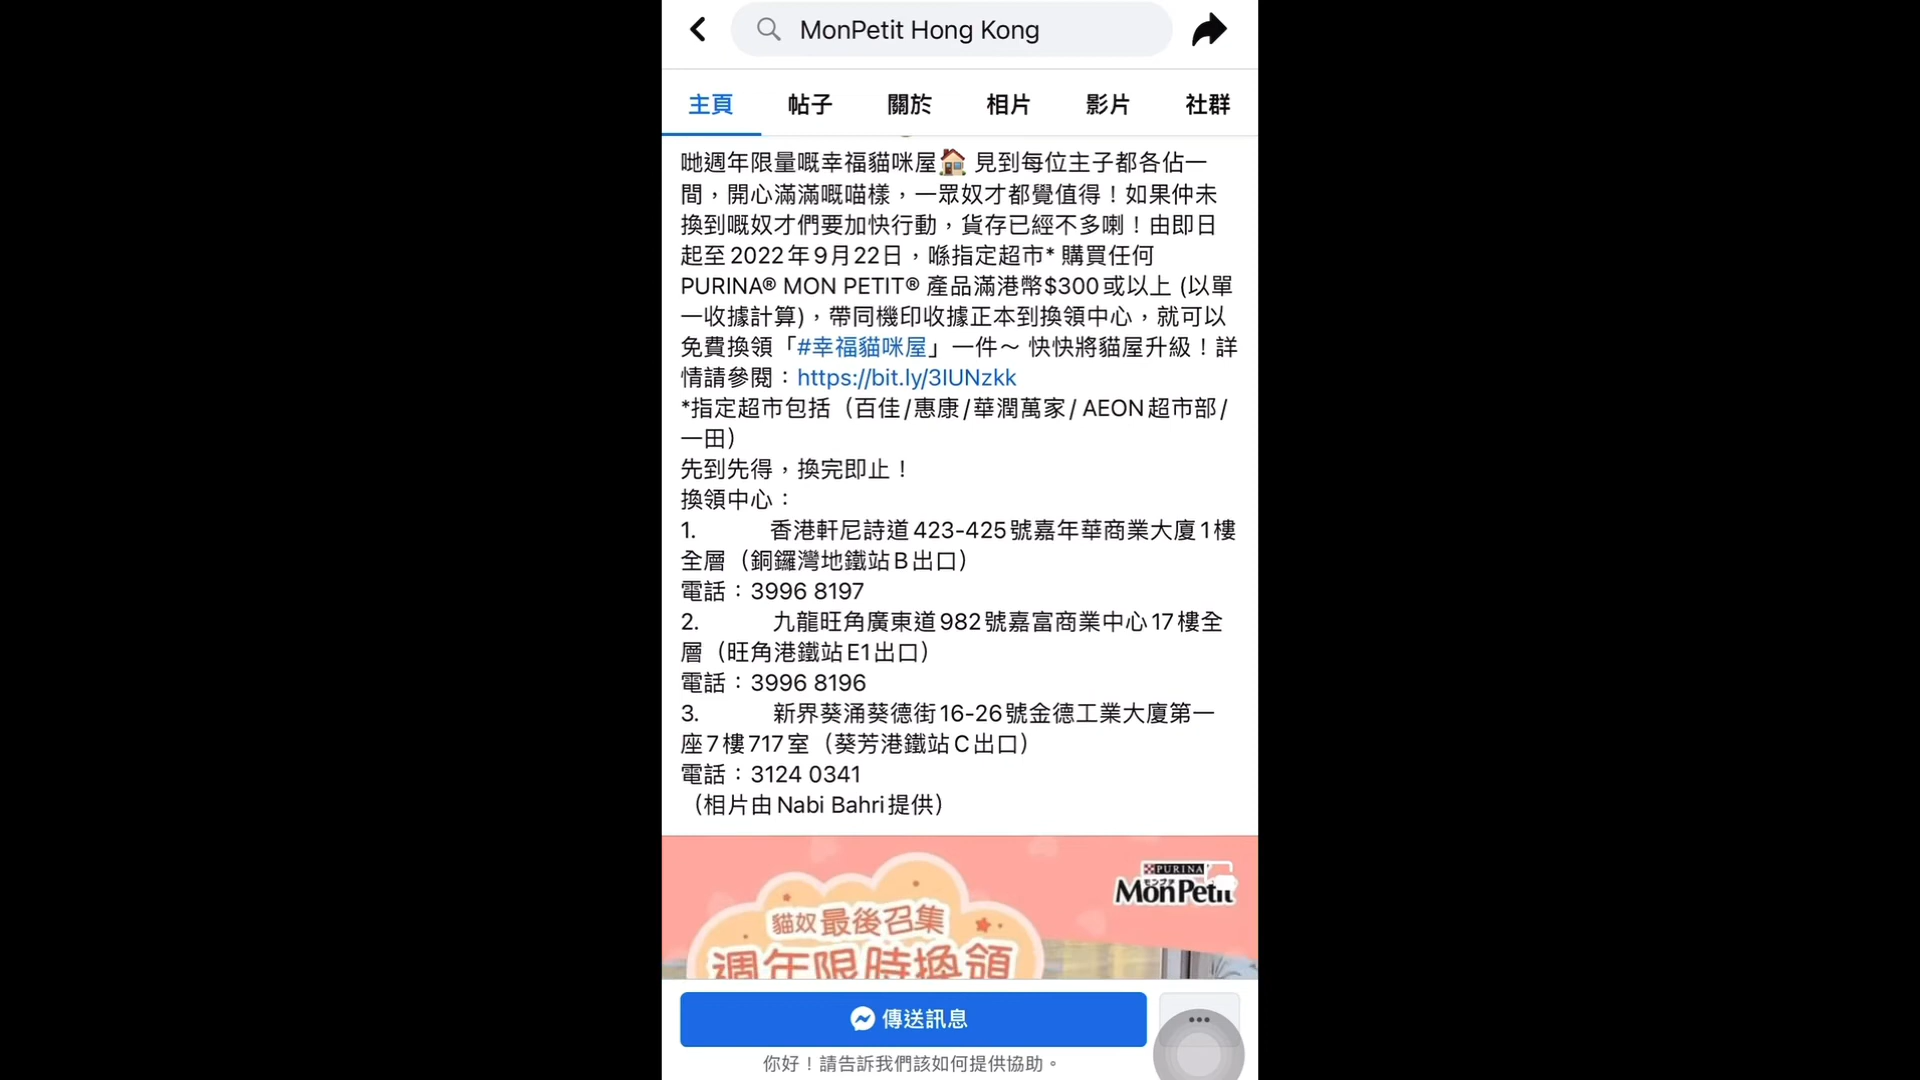 MonPetit Hong Kong
主頁 帖子 關於 相片 影片 社群
哋週年限量嘅幸福貓咪屋🏠 見到每位主子都各佔一
間，開心滿滿嘅喵樣，一眾奴才都覺值得！如果仲未
換到嘅奴才們要加快行動，貨存已經不多喇！由即日
起至2022年9月22日，喺指定超市* 購買任何
PURINA® MON PETIT® 產品滿港幣$300或以上 (以單
一收據計算)，帶同機印收據正本到換領中心，就可以
免費換領「#幸福貓咪屋」一件～ 快快將貓屋升級！詳
情請參閱：https://bit.ly/3IUNzkk
*指定超市包括（百佳/惠康/華潤萬家/ AEON超市部/
一田）
先到先得，換完即止！
換領中心：
1. 香港軒尼詩道423-425號嘉年華商業大廈1樓
全層（銅鑼灣地鐵站B出口）
電話：3996 8197
2. 九龍旺角廣東道982號嘉富商業中心17樓全
層（旺角港鐵站E1出口）
電話：3996 8196
3. 新界葵涌葵德街16-26號金德工業大廈第一
座7樓717室（葵芳港鐵站C出口）
電話：3124 0341
（相片由Nabi Bahri提供）
PURINA
モンプチ
MonPetit
貓奴最後召集
週年限時換領
傳送訊息
你好！請告訴我們該如何提供協助。